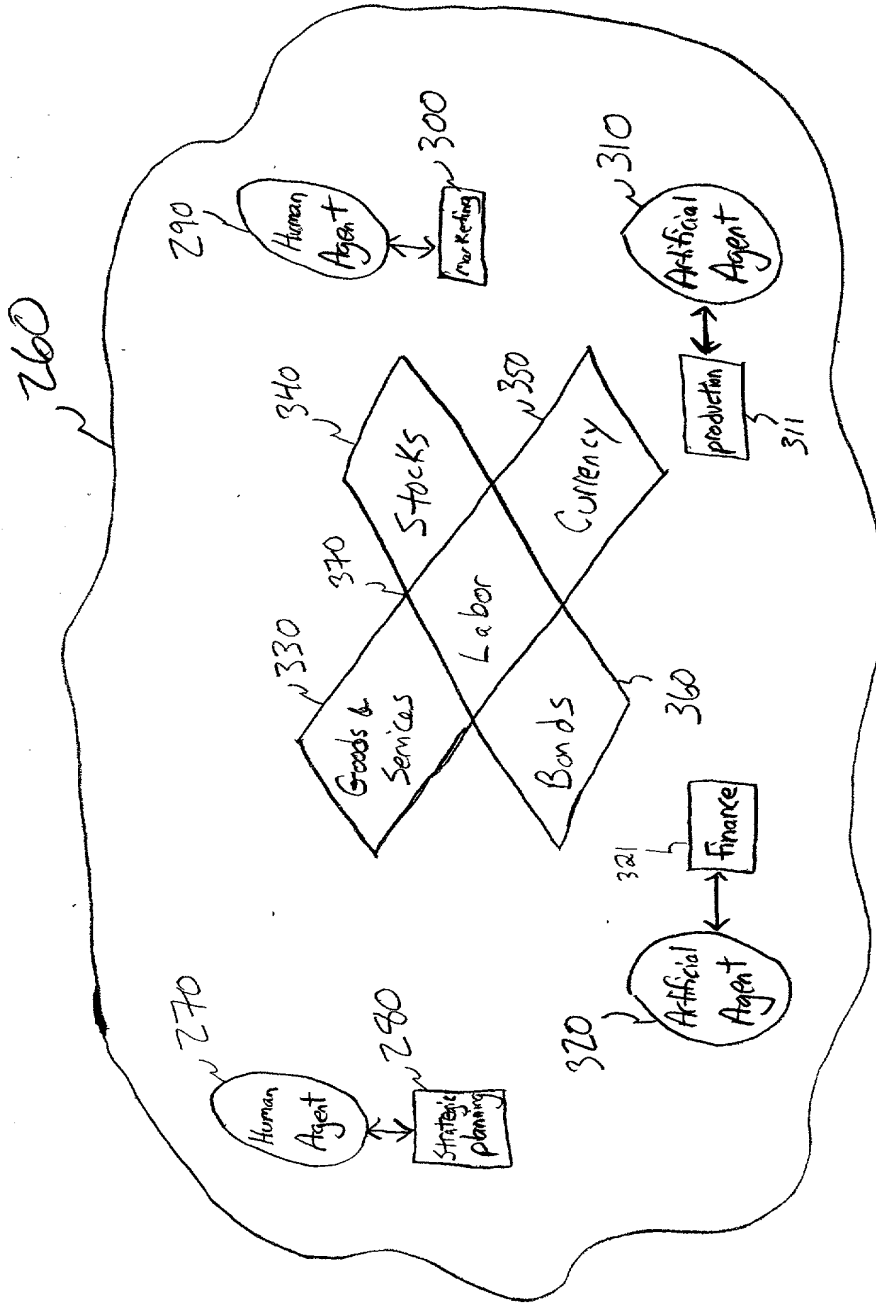 260
270
Human
Agent
280
Strategic
planning
290
Human
Agent
300
Marketing
330
Goods &
Services
370
Labor
340
Stocks
350
Currency
Bonds
360
320
Artificial
Agent
321
Finance
310
Artificial
Agent
production
311